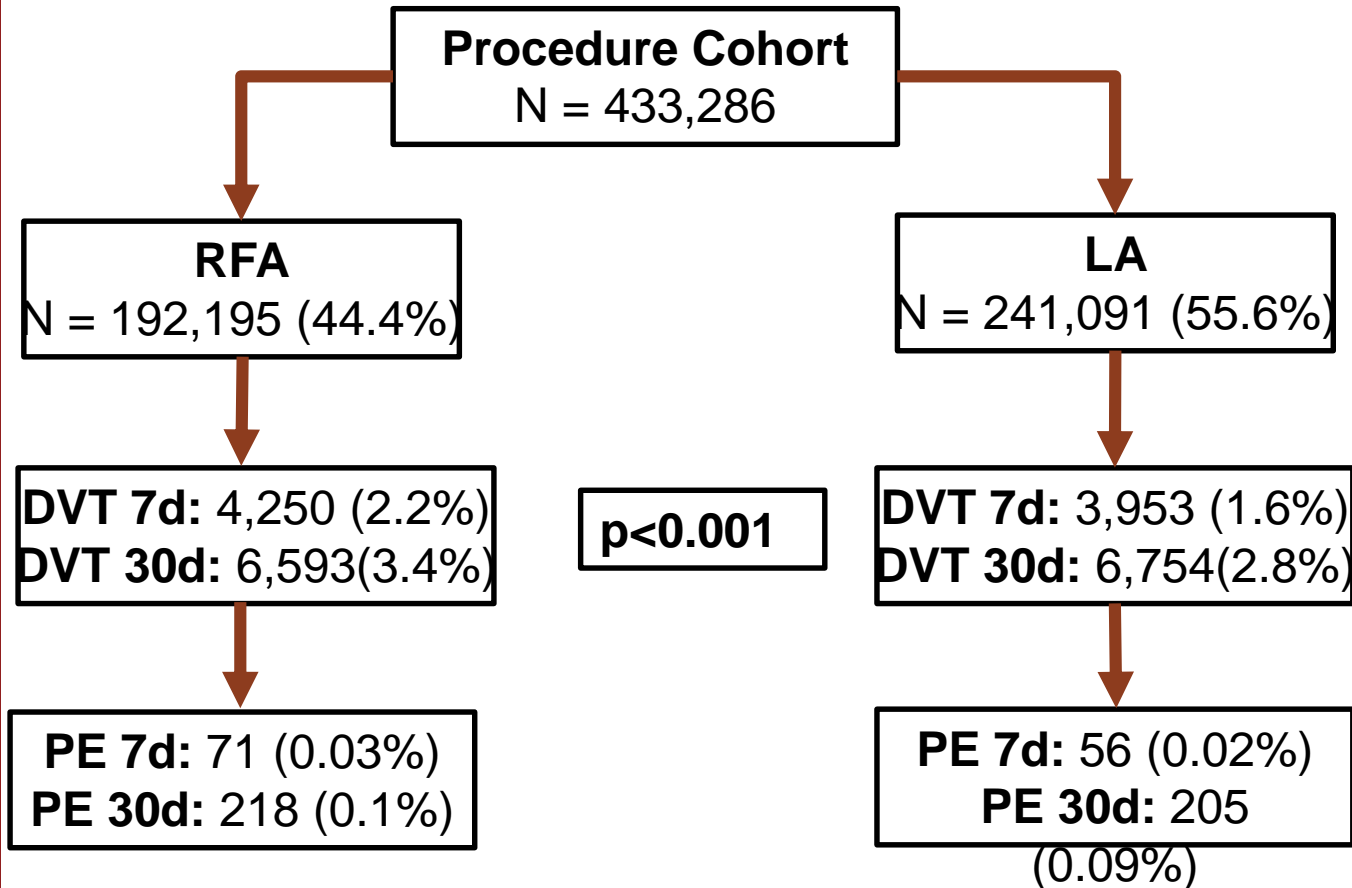 Procedure Cohort
N = 433,286
RFA
N = 192,195 (44.4%)
LA
N = 241,091 (55.6%)
DVT 7d: 4,250 (2.2%)
DVT 30d: 6,593(3.4%)
p<0.001
DVT 7d: 3,953 (1.6%)
DVT 30d: 6,754(2.8%)
PE 7d: 71 (0.03%)
PE 30d: 218 (0.1%)
PE 7d: 56 (0.02%)
PE 30d: 205
(0.09%)